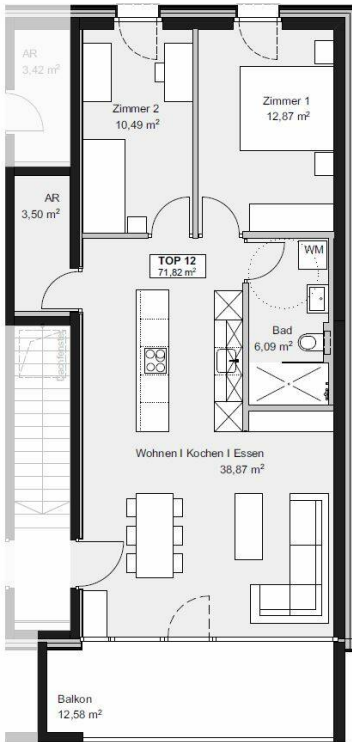 AR
3,42 m²
Zimmer 2
10,49 m²
Zimmer 1
12,87 m²
AR
3,50 m²
TOP 12
71,82 m²
WM
Bad
6,09 m²
Wohnen I Kochen I Essen
38,87 m²
Balkon
12,58 m²